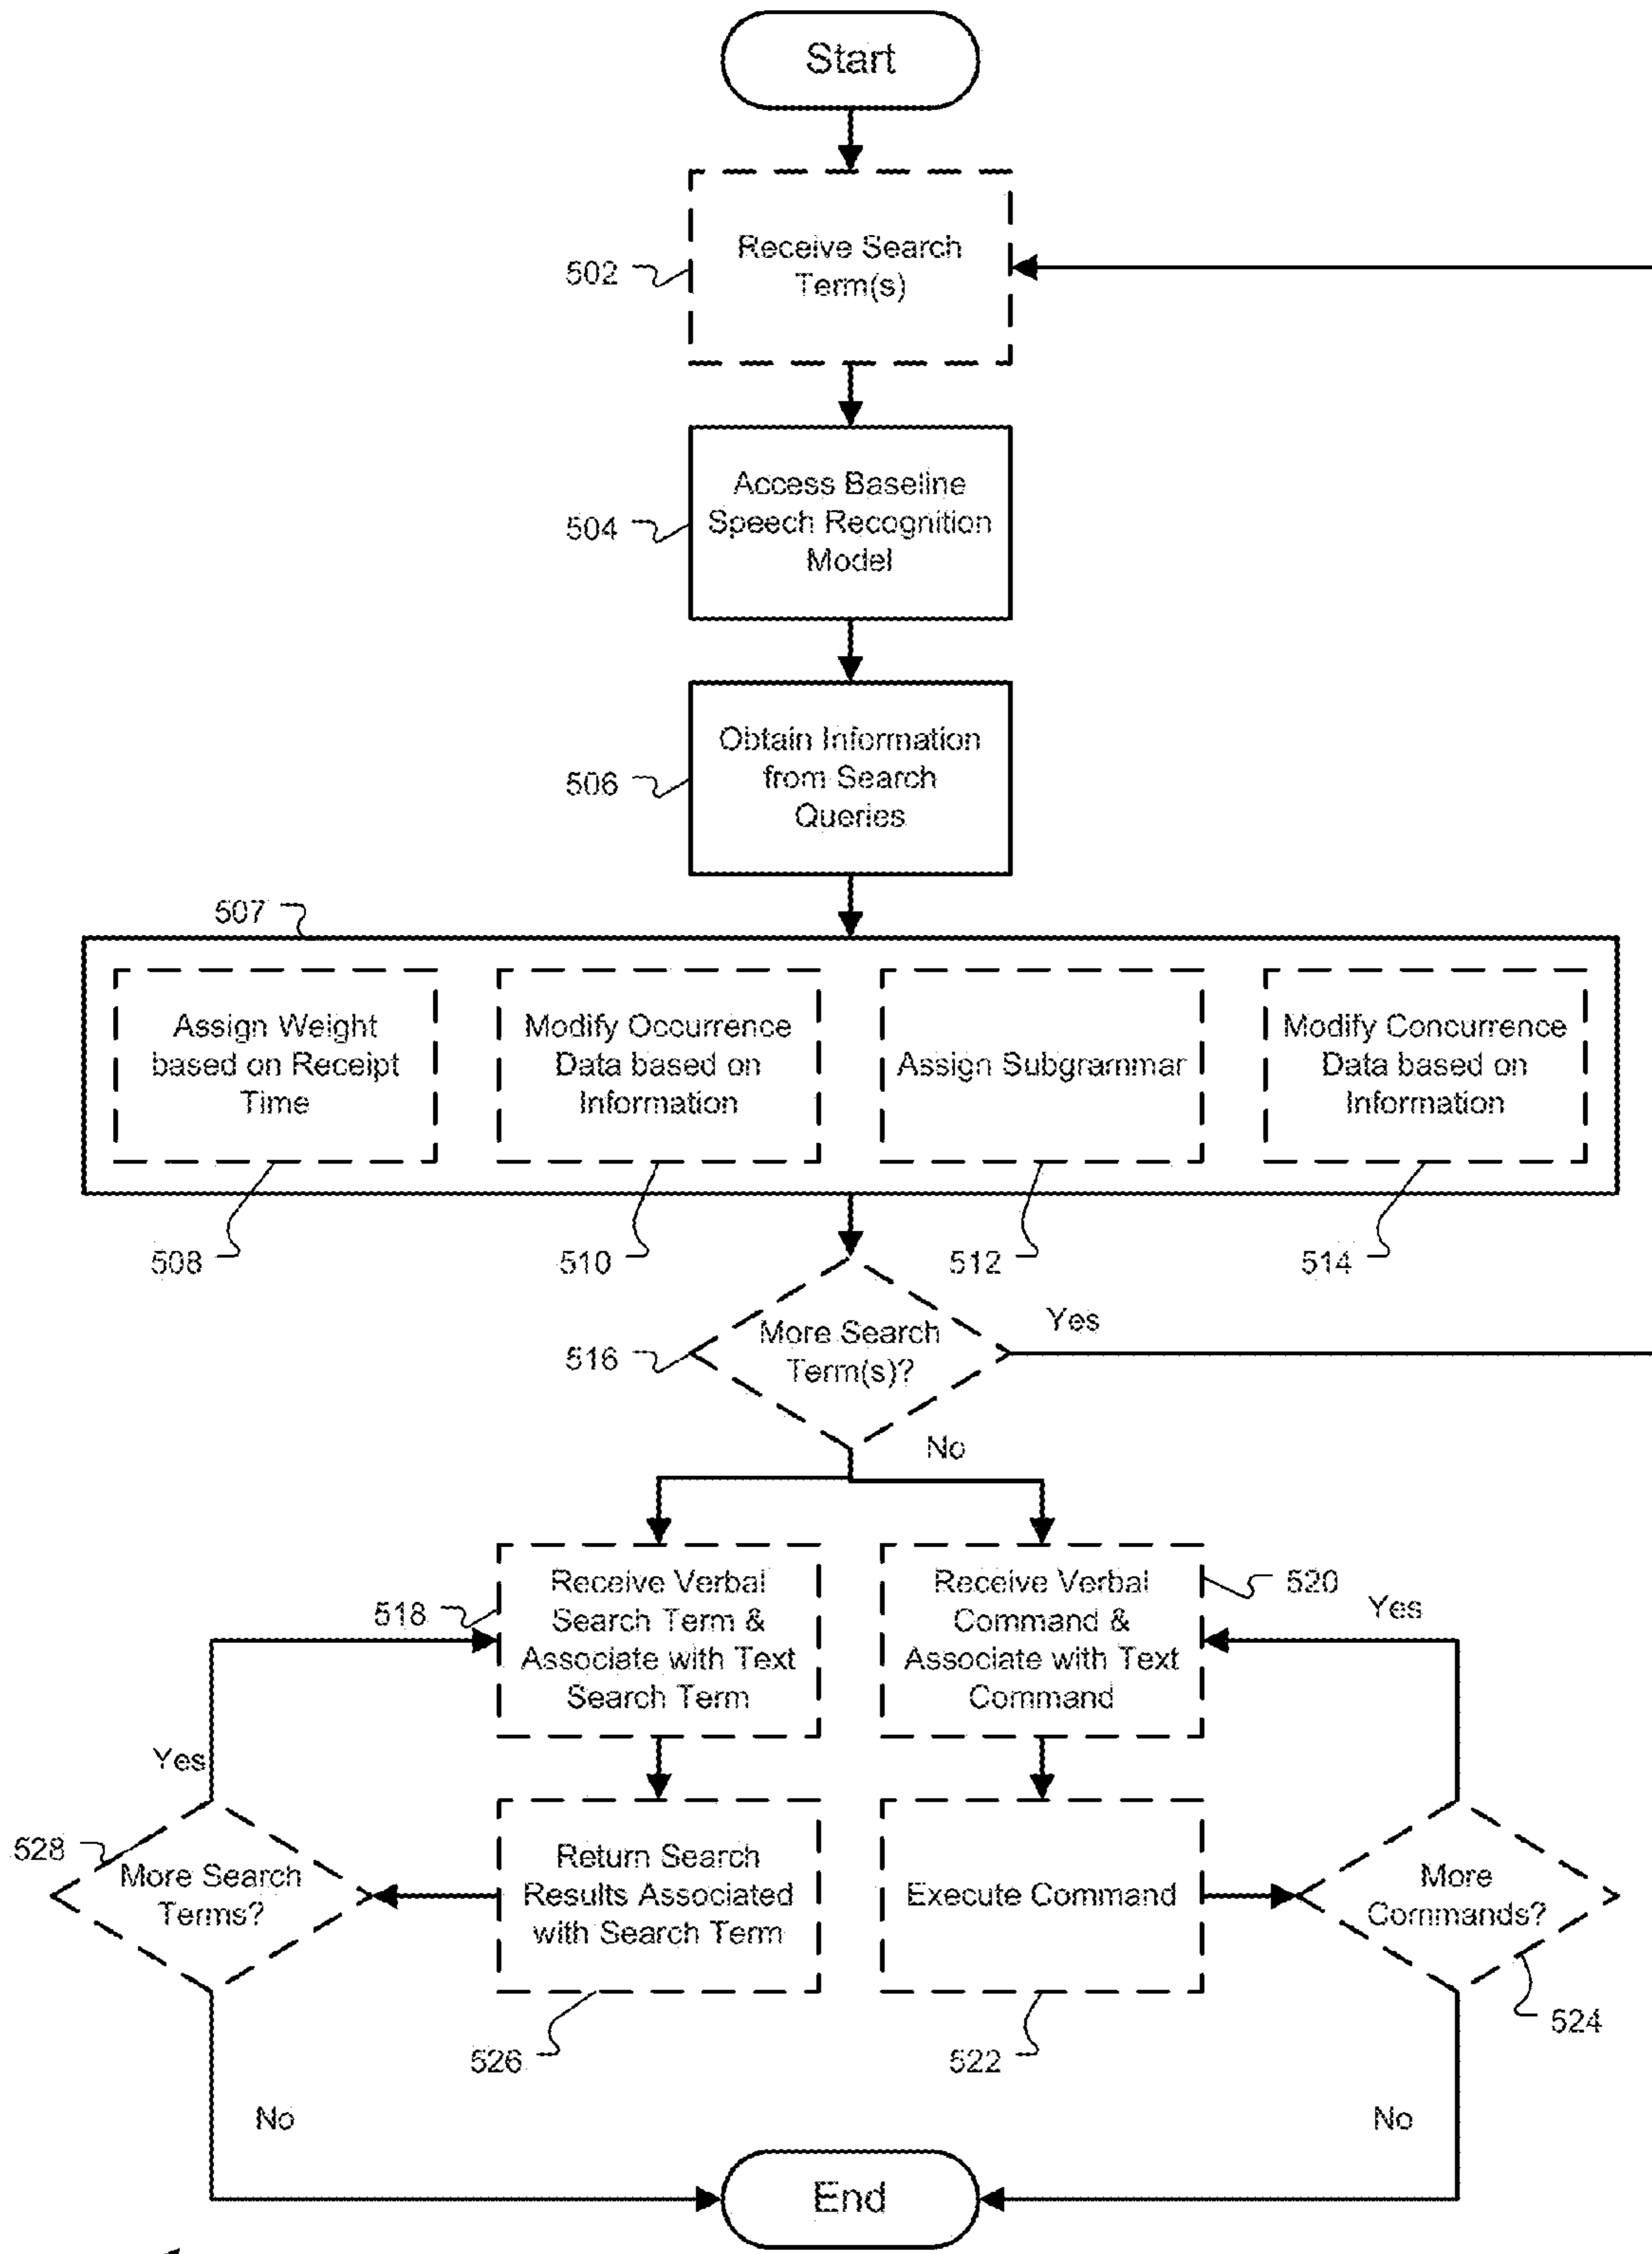 Start
Receive Search
Term(s)
502
Access Baseline
Speech Recognition
Model
504
Obtain Information
from Search
Queries
506
507
Assign Weight
based on Receipt
Time
Modify Occurrence
Data based on
Information
Assign Subgrammar
Modify Concurrence
Data based on
Information
508
510
512
514
More Search
Term(s)?
516
Yes
No
Receive Verbal
Search Term &
Associate with Text
Search Term
518
Receive Verbal
Command &
Associate with Text
Command
520
Yes
Yes
528
More Search
Terms?
Return Search
Results Associated
with Search Term
Execute Command
More
Commands?
526
522
524
No
No
End